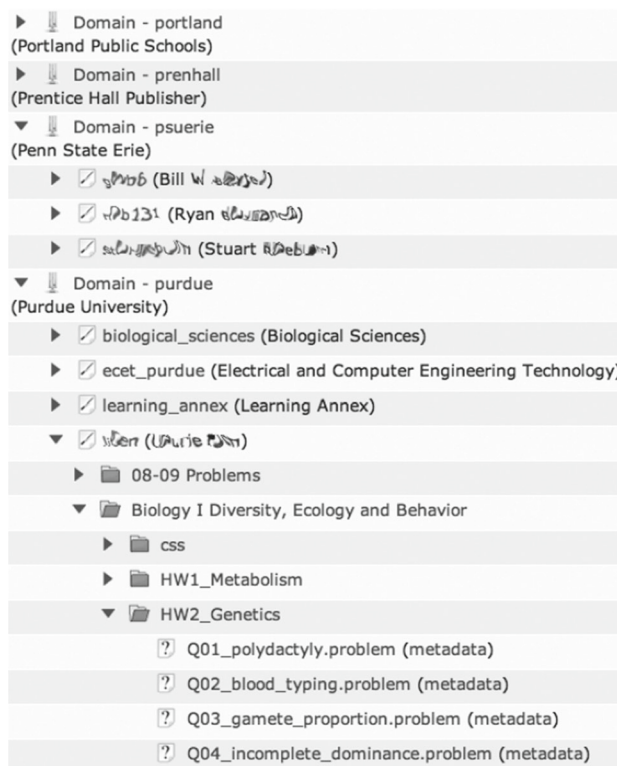 Domain - portland
(Portland Public Schools)
Domain - prenhall
(Prentice Hall Publisher)
Domain - psuerie
(Penn State Erie)
(Bill W
(Ryan
(Stuart
Domain - purdue
(Purdue University)
biological_sciences (Biological Sciences)
ecet_purdue (Electrical and Computer Engineering Technology)
learning_annex (Learning Annex)
08-09 Problems
Biology I Diversity, Ecology and Behavior
css
HW1_Metabolism
HW2_Genetics
Q01_polydactyly.problem (metadata)
Q02_blood_typing.problem (metadata)
Q03_gamete_proportion.problem (metadata)
Q04_incomplete_dominance.problem (metadata)